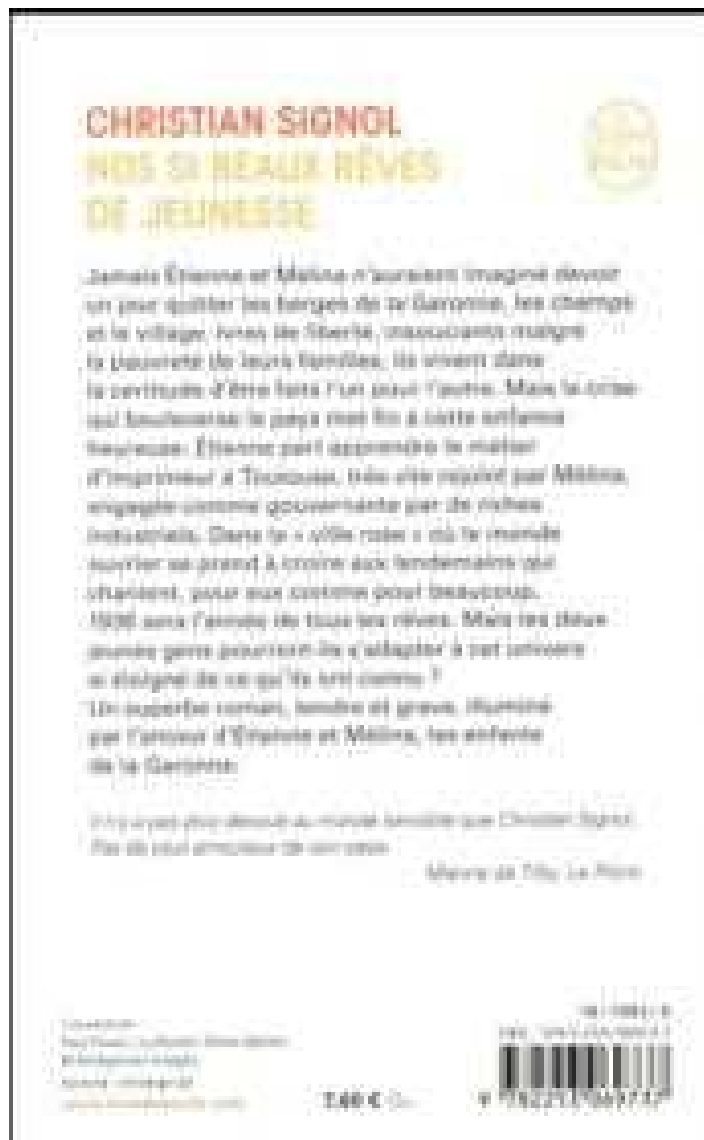 CHRISTIAN SIGNOL
NOS SI BEAUX RÊVES
DE JEUNESSE
Jamais Étienne et Mélina n'auraient imaginé devoir
un jour quitter les berges de la Garonne, les champs
et le village. Ivres de liberté, insouciants malgré
la pauvreté de leurs familles, ils vivent dans
la certitude d'être faits l'un pour l'autre. Mais la crise
qui bouleverse le pays met fin à cette enfance
heureuse. Étienne part apprendre le métier
d'imprimeur à Toulouse, très vite rejoint par Mélina,
engagée comme gouvernante par de riches
industriels. Dans la « ville rose » où le monde
ouvrier se prend à croire aux lendemains qui
chantent, pour eux comme pour beaucoup,
1936 sera l'année de tous les rêves. Mais les deux
jeunes gens pourront-ils s'adapter à cet univers
si éloigné de ce qu'ils ont connu ?
Un superbe roman, tendre et grave, illuminé
par l'amour d'Étienne et Mélina, les enfants
de la Garonne.
que Christian Signol.
Le Point
7,60 €